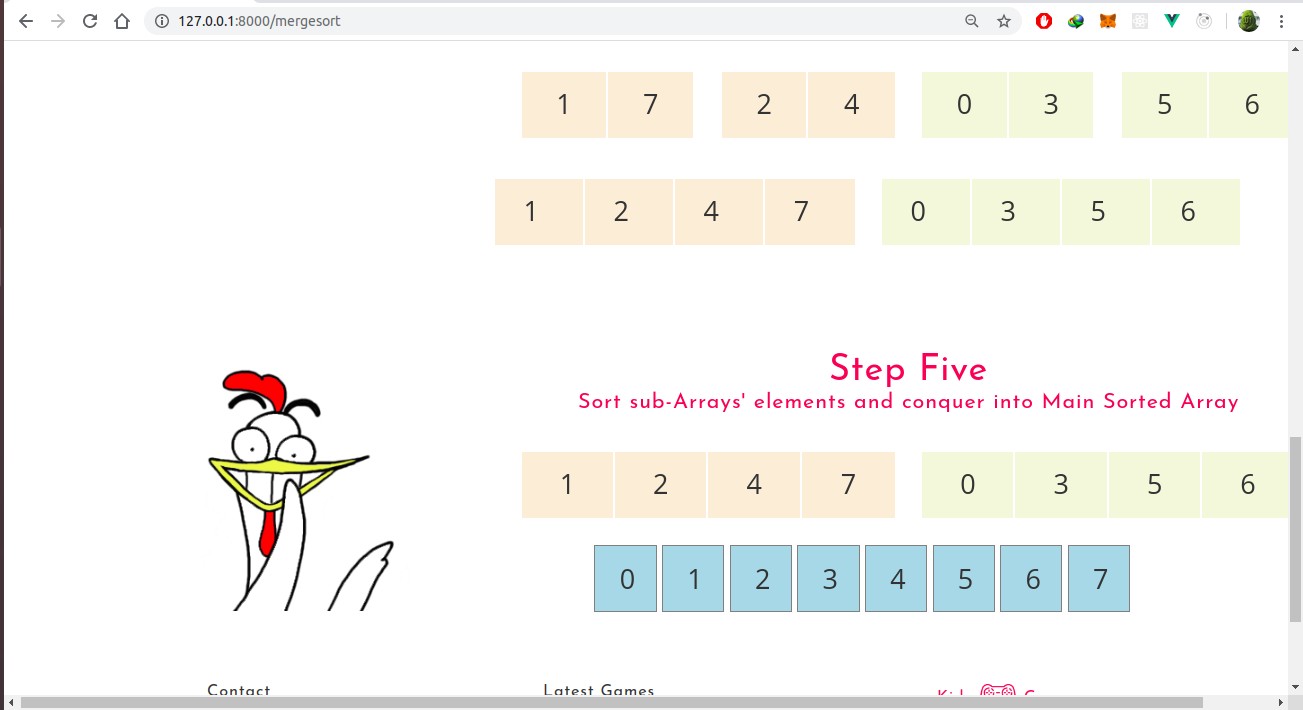 127.0.0.1:8000/mergesort
1 7 2 4 0 3 5 6
1 2 4 7 0 3 5 6
Step Five
Sort sub-Arrays' elements and conquer into Main Sorted Array
1 2 4 7 0 3 5 6
0 1 2 3 4 5 6 7
Contact Latest Games